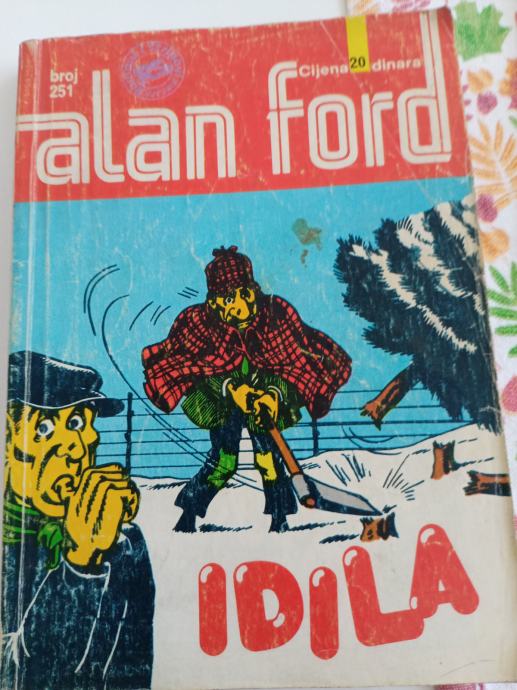 broj
251
Cijena 20 dinara
alan ford
IDILA